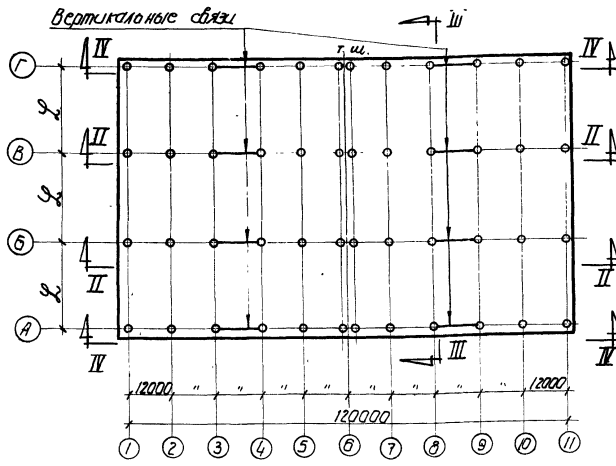 Вертикальные связи
III
IV т. ш. IV
Г
L
II II
В
L
Б
II II
L
А
IV III IV
12000 " " " " " " " " 12000
120000
1 2 3 4 5 6 7 8 9 10 11